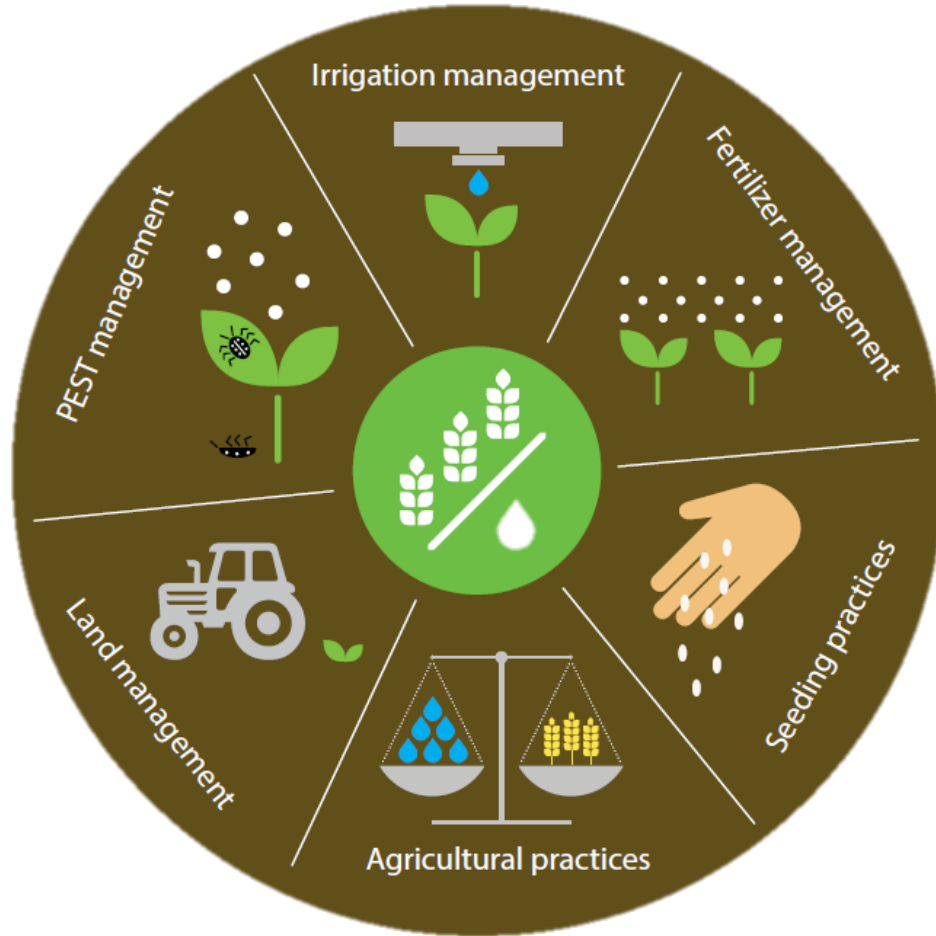 Irrigation management
Fertilizer management
Seeding practices
Agricultural practices
Land management
PEST management